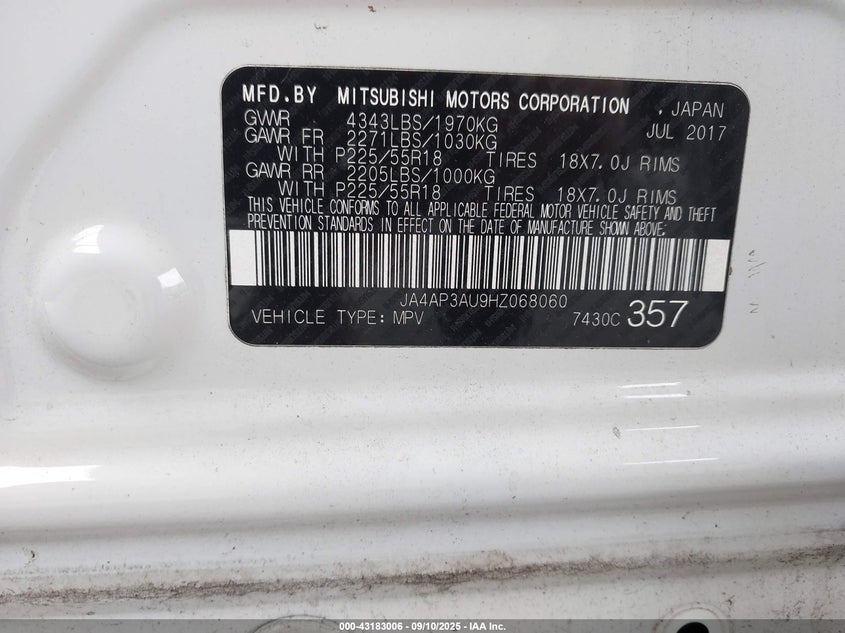 MFD.BY MITSUBISHI MOTORS CORPORATION , JAPAN
GWWR 4343LBS/1970KG JUL 2017
GAWR FR 2271LBS/1030KG
WITH P225/55R18 TIRES 18X7.0J RIMS
GAWR RR 2205LBS/1000KG
WITH P225/55R18 TIRES 18X7.0J RIMS
THIS VEHICLE CONFORMS TO ALL APPLICABLE FEDERAL MOTOR VEHICLE SAFETY AND THEFT
PREVENTION STANDARDS IN EFFECT ON THE DATE OF MANUFACTURE SHOWN ABOVE.
JA4AP3AU9HZ068060
VEHICLE TYPE: MPV 7430C 357
000-43183006 - 09/10/2025 - IAA Inc.